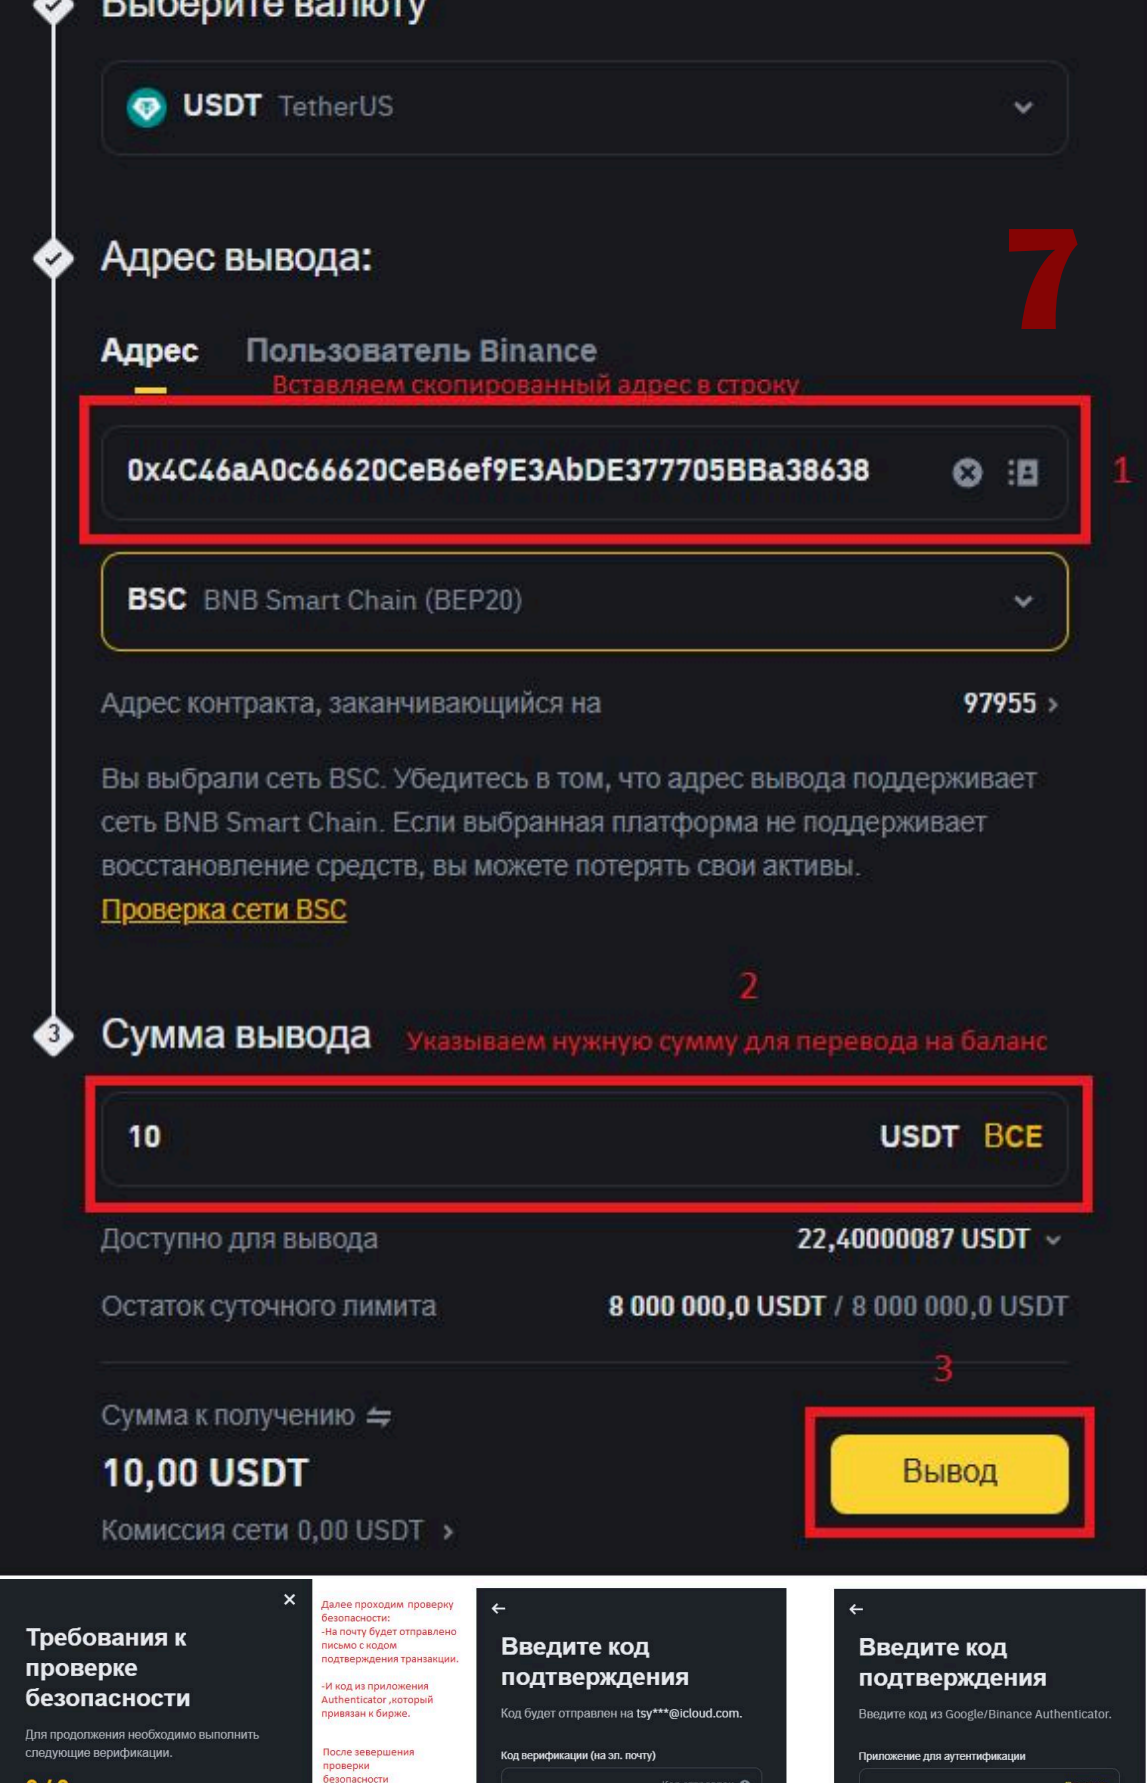 Выберите валюту
USDT TetherUS
Адрес вывода:
7
Адрес Пользователь Binance
Вставляем скопированный адрес в строку
0x4C46aA0c66620CeB6ef9E3AbDE377705BBa38638
1
BSC BNB Smart Chain (BEP20)
Адрес контракта, заканчивающийся на 97955 >
Вы выбрали сеть BSC. Убедитесь в том, что адрес вывода поддерживает
сеть BNB Smart Chain. Если выбранная платформа не поддерживает
восстановление средств, вы можете потерять свои активы.
Проверка сети BSC
2
3 Сумма вывода Указываем нужную сумму для перевода на баланс
10 USDT ВСЕ
Доступно для вывода 22,40000087 USDT
Остаток суточного лимита 8 000 000,0 USDT / 8 000 000,0 USDT
3
Сумма к получению
10,00 USDT
Вывод
Комиссия сети 0,00 USDT >
Требования к
проверке
безопасности
Для продолжения необходимо выполнить
следующие верификации.
Далее проходим проверку
безопасности:
-На почту будет отправлено
письмо с кодом
подтверждения транзакции.
-И код из приложения
Authenticator ,который
привязан к бирже.
После зевершения
проверки
безопасности
Введите код
подтверждения
Код будет отправлен на tsy***@icloud.com.
Код верификации (на эл. почту)
Введите код
подтверждения
Введите код из Google/Binance Authenticator.
Приложение для аутентификации